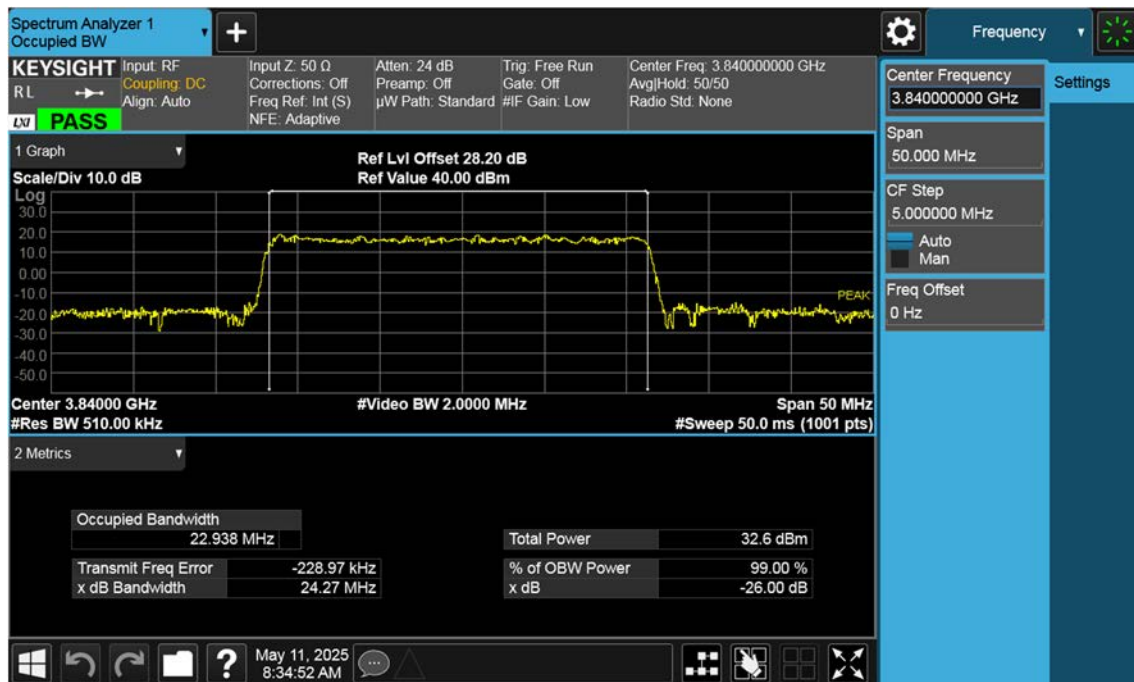 Spectrum Analyzer 1
Occupied BW
+
Frequency
KEYSIGHT
RL
LXI PASS
Input: RF
Coupling: DC
Align: Auto
Input Z: 50 Ω
Corrections: Off
Freq Ref: Int (S)
NFE: Adaptive
Atten: 24 dB
Preamp: Off
µW Path: Standard
Trig: Free Run
Gate: Off
#IF Gain: Low
Center Freq: 3.840000000 GHz
Avg|Hold: 50/50
Radio Std: None
1 Graph
Scale/Div 10.0 dB
Ref Lvl Offset 28.20 dB
Ref Value 40.00 dBm
Log
30.0
20.0
10.0
0.00
-10.0
-20.0
-30.0
-40.0
-50.0
PEAK
Center 3.84000 GHz
#Video BW 2.0000 MHz
Span 50 MHz
#Res BW 510.00 kHz
#Sweep 50.0 ms (1001 pts)
2 Metrics
Occupied Bandwidth
22.938 MHz
Total Power 32.6 dBm
Transmit Freq Error -228.97 kHz
% of OBW Power 99.00 %
x dB Bandwidth 24.27 MHz
x dB -26.00 dB
?
May 11, 2025
8:34:52 AM
Center Frequency
3.840000000 GHz
Settings
Span
50.000 MHz
CF Step
5.000000 MHz
Auto
Man
Freq Offset
0 Hz